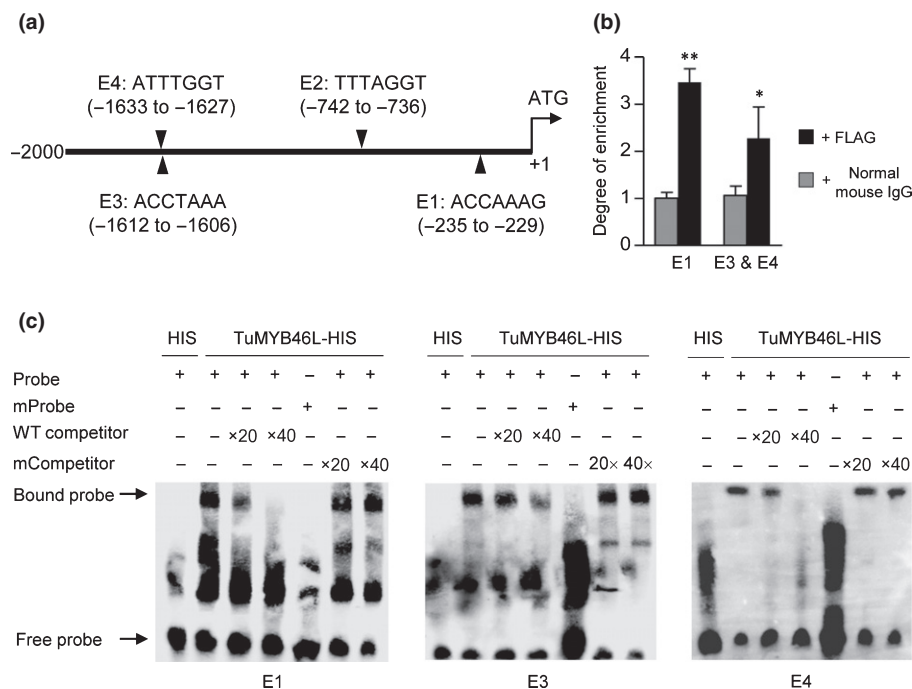 (a)
E4: ATTTGGT
(−1633 to −1627)
E2: TTTAGGT
(−742 to −736)
ATG
−2000
+1
E3: ACCTAAA
(−1612 to −1606)
E1: ACCAAAG
(−235 to −229)
(b)
Degree of enrichment
4
3
2
1
0
**
*
E1
E3 & E4
+ FLAG
+ Normal
mouse IgG
(c)
HIS TuMYB46L-HIS HIS TuMYB46L-HIS HIS TuMYB46L-HIS
Probe + + + + − + + + + + + − + + + + + + − + +
mProbe − − − − + − − − − − − + − − − − − − + − −
WT competitor − − ×20 ×40 − − − − − ×20 ×40 − − − − − ×20 ×40 − − −
mCompetitor − − − − − ×20 ×40 − − − − − 20× 40× − − − − − ×20 ×40
Bound probe
Free probe
E1 E3 E4